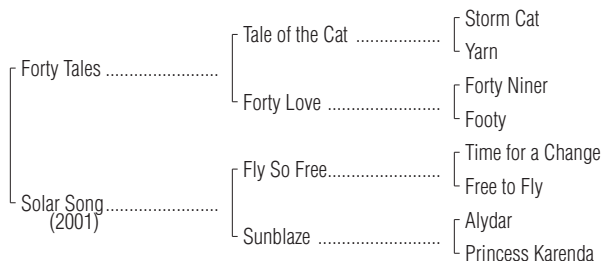 Storm Cat
Tale of the Cat ..................
Yarn
Forty Tales ........................
Forty Niner
Forty Love ..........................
Footy
Time for a Change
Fly So Free........................
Free to Fly
Solar Song........................
(2001)
Alydar
Sunblaze ..........................
Princess Karenda